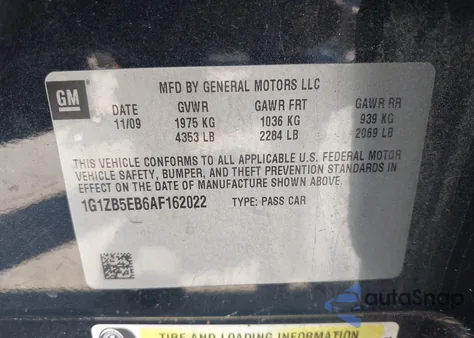 GM
MFD BY GENERAL MOTORS LLC
DATE GVWR GAWR FRT GAWR RR
11/09 1975 KG 1036 KG 939 KG
4353 LB 2284 LB 2069 LB
THIS VEHICLE CONFORMS TO ALL APPLICABLE U.S. FEDERAL MOTOR
VEHICLE SAFETY, BUMPER, AND THEFT PREVENTION STANDARDS
IN EFFECT ON THE DATE OF MANUFACTURE SHOWN ABOVE.
1G1ZB5EB6AF162022 TYPE: PASS CAR
autoSnap
TIRE AND LOADING INFORMATION